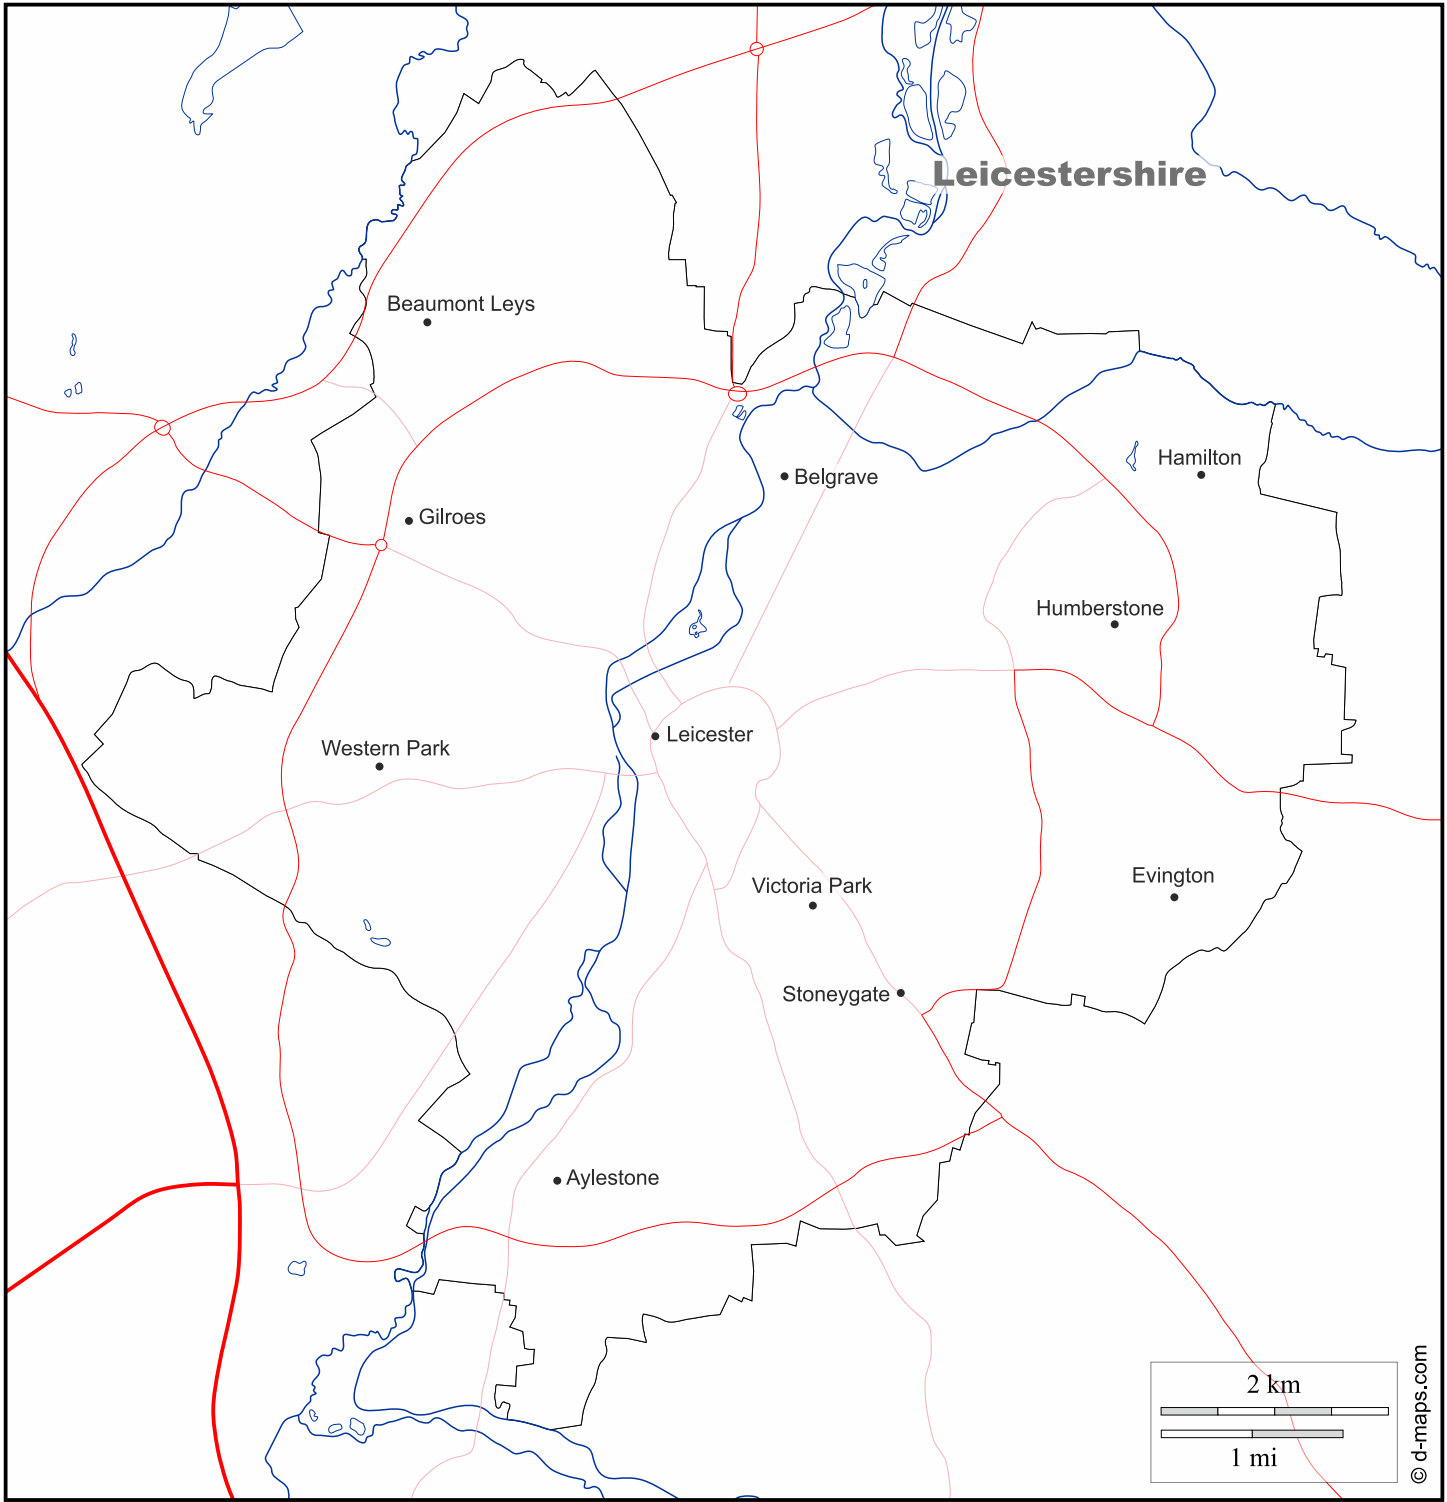 Leicestershire
Beaumont Leys
Hamilton
Belgrave
Gilroes
Humberstone
Leicester
Western Park
Evington
Victoria Park
Stoneygate
Aylestone
2 km
1 mi
© d-maps.com